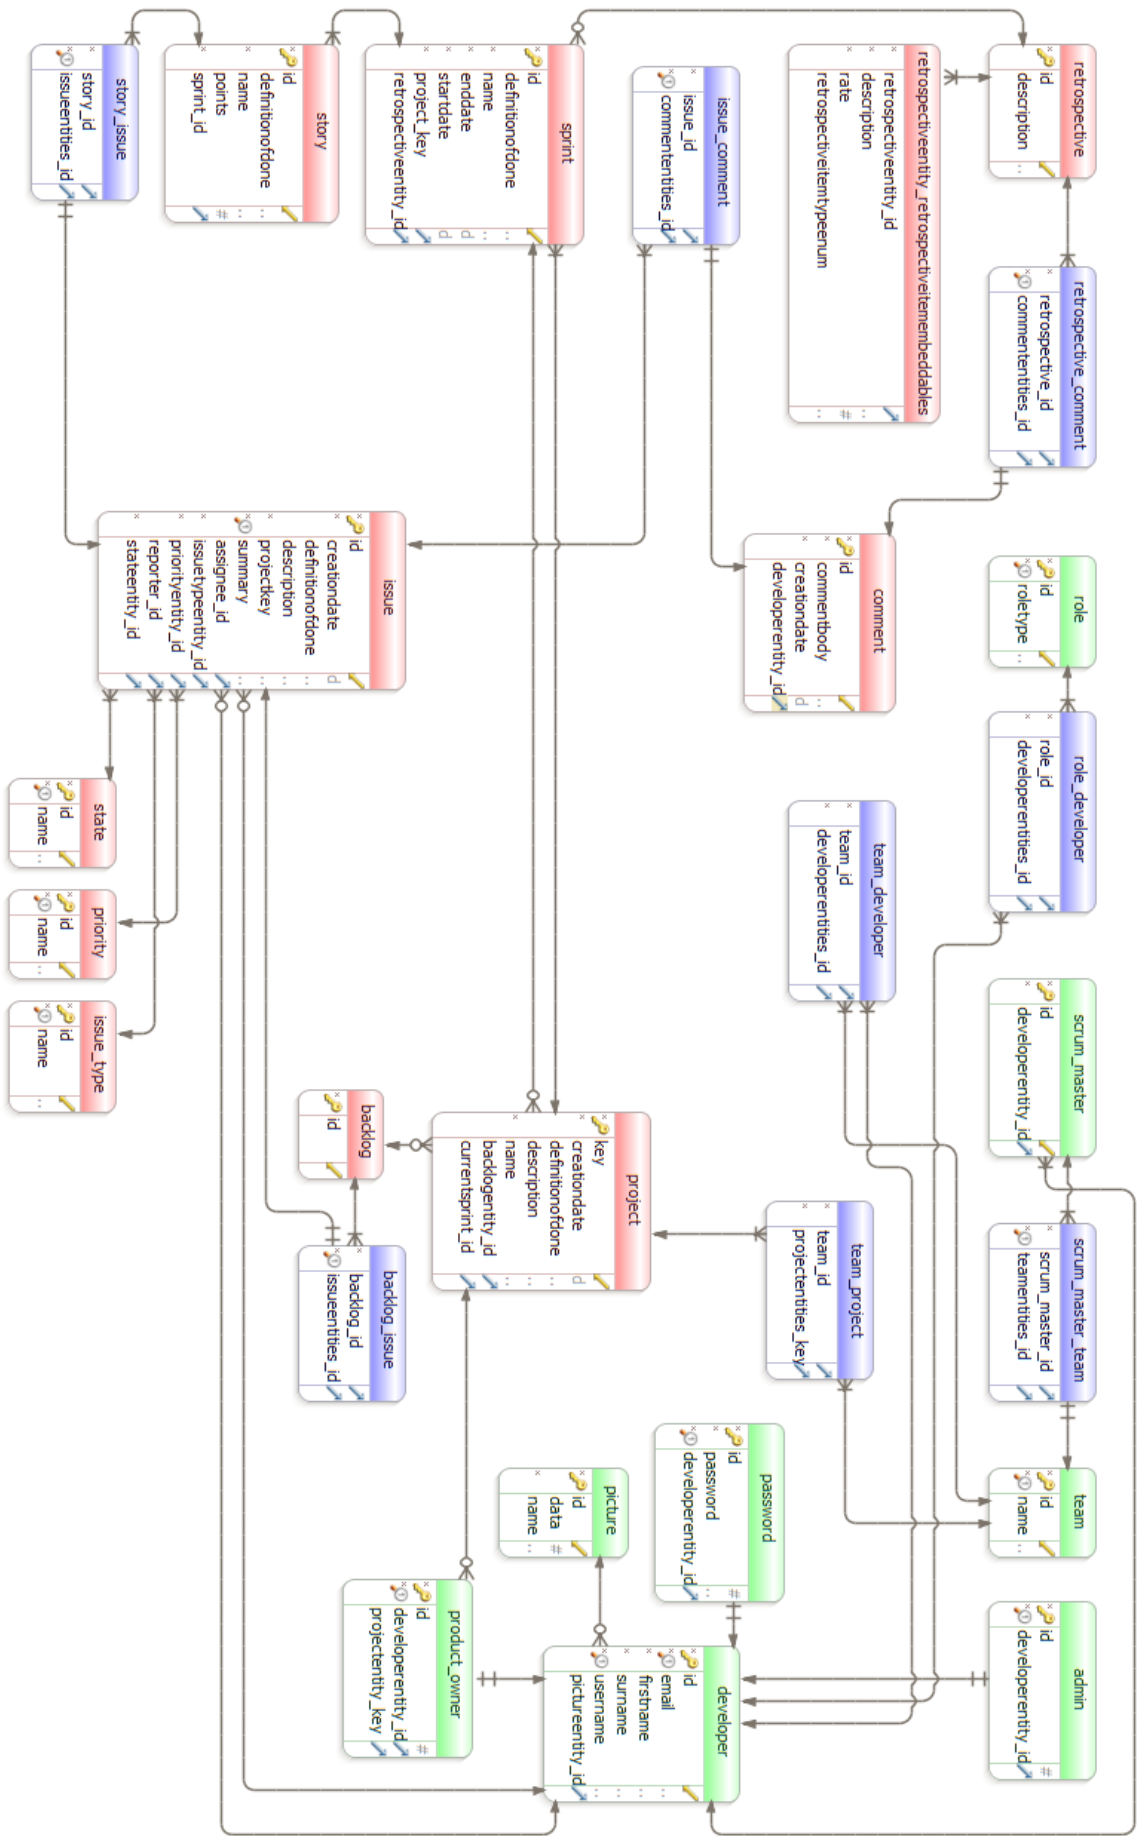 retrospective
id
description
retrospective_comment
retrospective_id
commententities_id
role
id
roletype
role_developer
role_id
developerentities_id
scrum_master
id
developerentity_id
scrum_master_team
scrum_master_id
teamentities_id
team
id
name
admin
id
developerentity_id
retrospectiveentity_retrospectiveitemembeddables
retrospectiveentity_id
description
rate
retrospectiveitemtypeenum
comment
id
commentbody
creationdate
developerentity_id
team_developer
team_id
developerentities_id
team_project
team_id
projectentities_key
password
id
password
developerentity_id
issue_comment
issue_id
commententities_id
developer
id
email
firstname
surname
username
pictureentity_id
sprint
id
definitionofdone
name
enddate
startdate
project_key
retrospectiveentity_id
project
key
creationdate
definitionofdone
description
name
backlogentity_id
currentsprint_id
picture
id
data
name
story
id
definitionofdone
name
points
sprint_id
issue
id
creationdate
definitionofdone
description
projectkey
summary
assignee_id
issuetypeentity_id
priorityentity_id
reporter_id
stateentity_id
backlog
id
backlog_issue
backlog_id
issueentities_id
product_owner
id
developerentity_id
projectentity_key
story_issue
story_id
issueentities_id
state
id
name
priority
id
name
issue_type
id
name